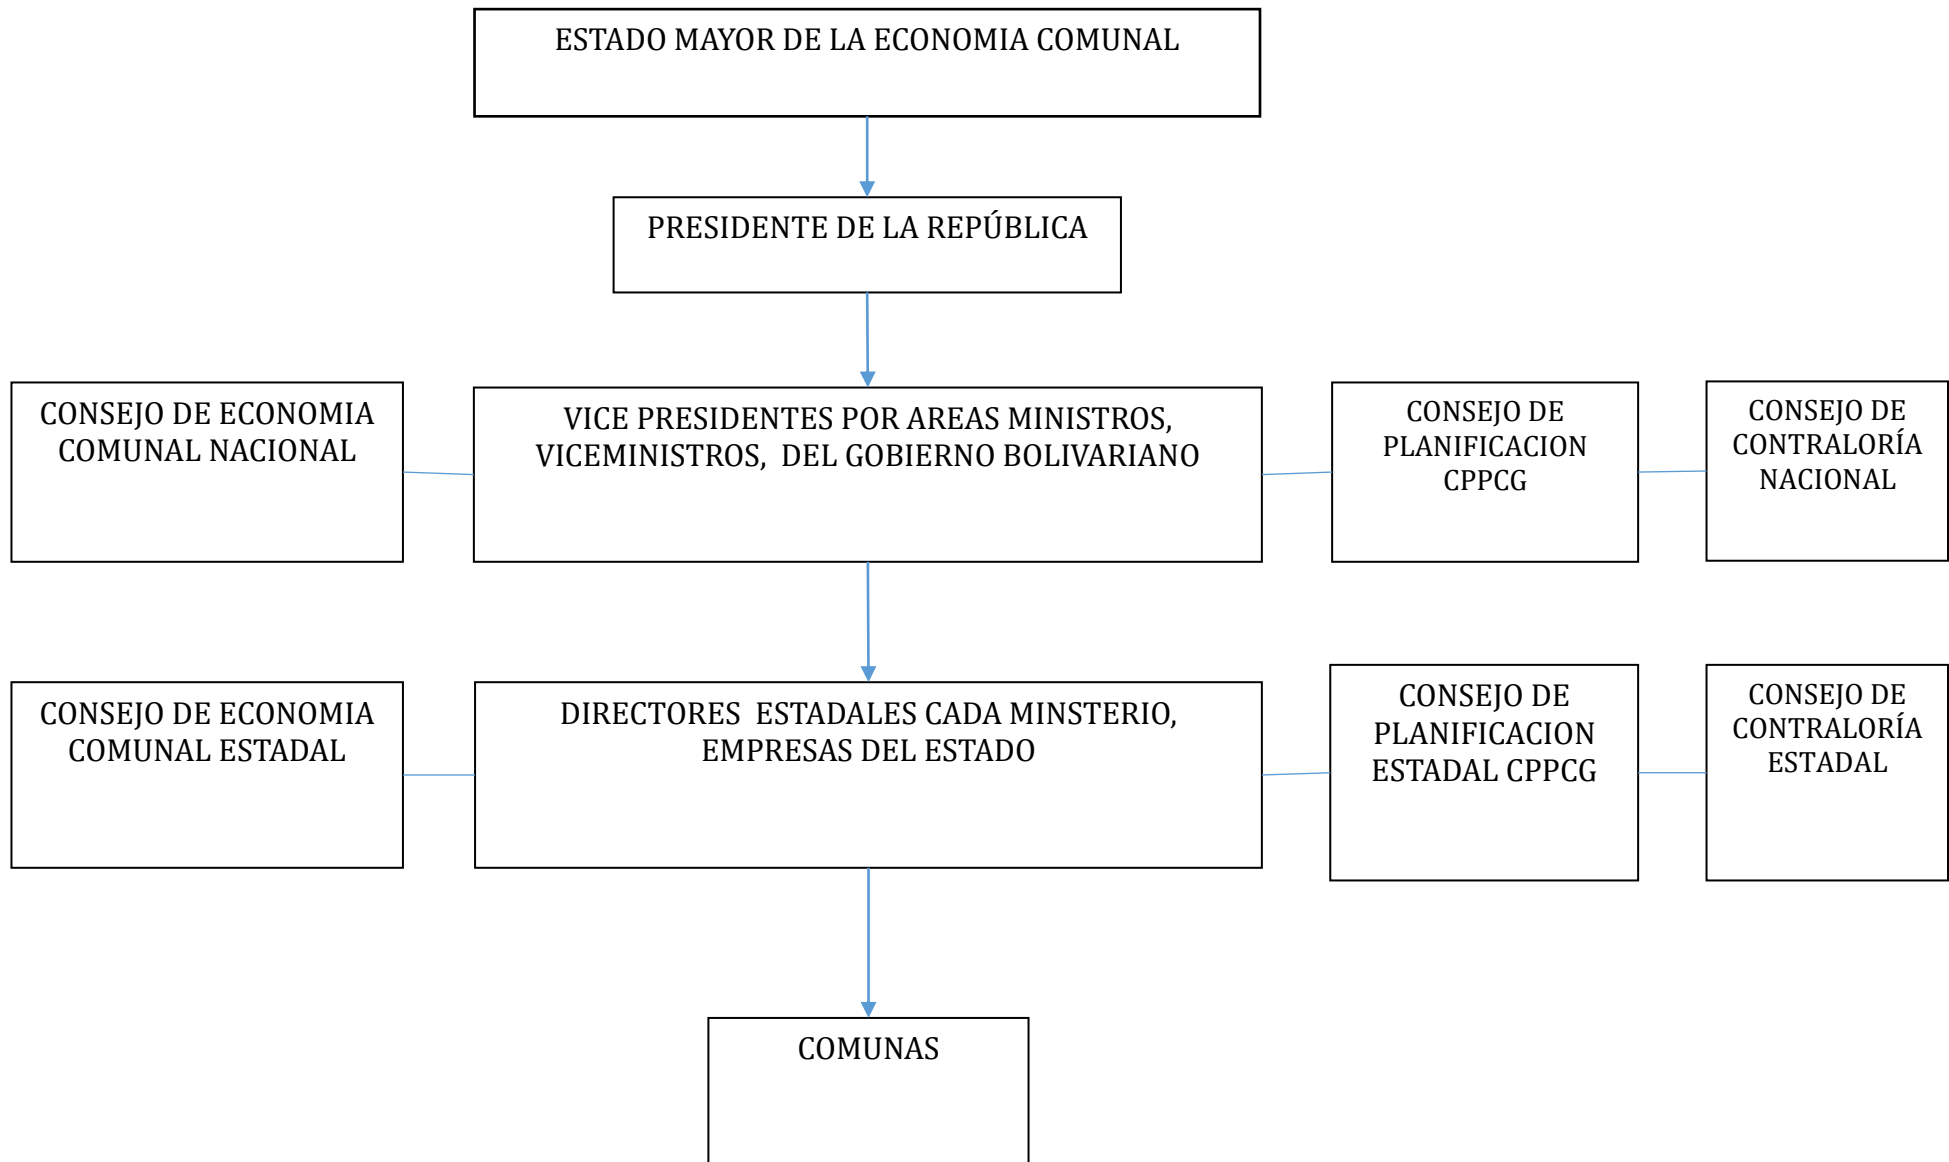 ESTADO MAYOR DE LA ECONOMIA COMUNAL
PRESIDENTE DE LA REPÚBLICA
CONSEJO DE ECONOMIA
COMUNAL NACIONAL
VICE PRESIDENTES POR AREAS MINISTROS,
VICEMINISTROS,  DEL GOBIERNO BOLIVARIANO
CONSEJO DE
PLANIFICACION
CPPCG
CONSEJO DE
CONTRALORÍA
NACIONAL
CONSEJO DE ECONOMIA
COMUNAL ESTADAL
DIRECTORES  ESTADALES CADA MINSTERIO,
EMPRESAS DEL ESTADO
CONSEJO DE
PLANIFICACION
ESTADAL CPPCG
CONSEJO DE
CONTRALORÍA
ESTADAL
COMUNAS